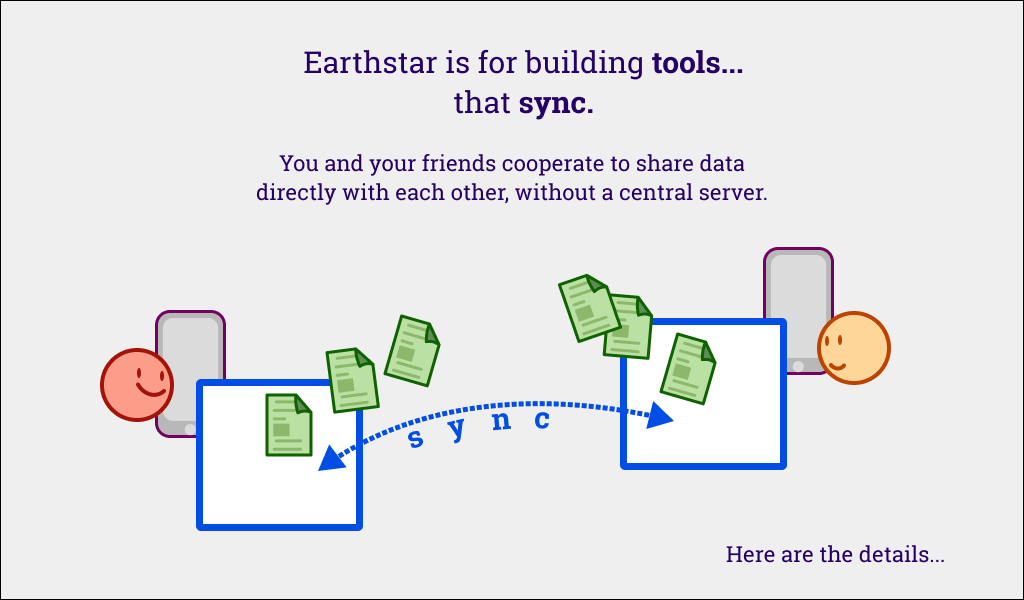 Earthstar is for building tools...
that sync.
You and your friends cooperate to share data
directly with each other, without a central server.
sync
Here are the details...